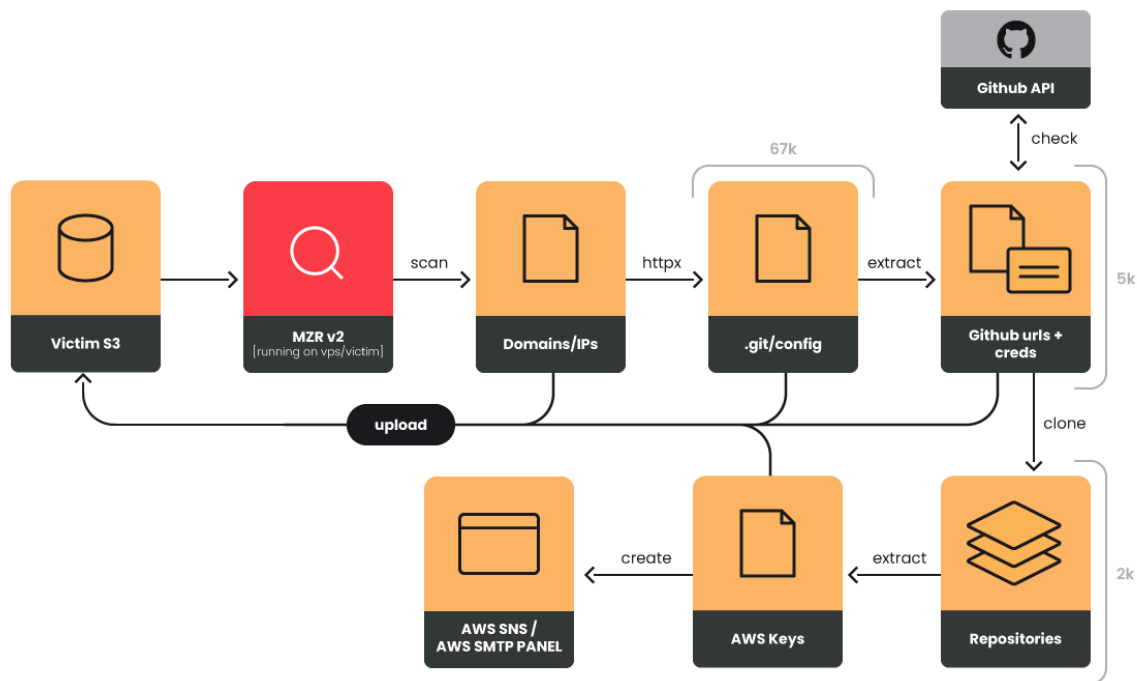 Github API
check
67k
Victim S3
MZR v2
[running on vps/victim]
scan
Domains/IPs
httpx
.git/config
extract
Github urls +
creds
5k
upload
clone
AWS SNS /
AWS SMTP PANEL
create
AWS Keys
extract
Repositories
2k